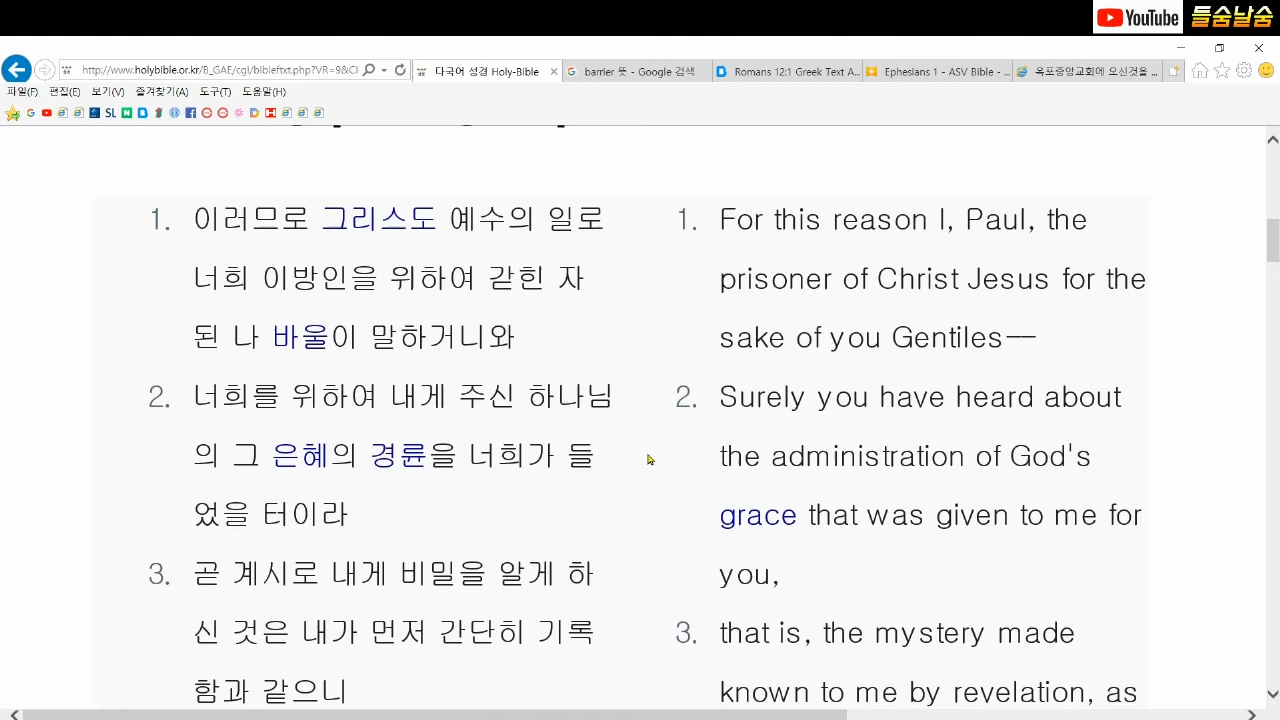 YouTube 들숨날숨
http://www.holybible.or.kr/B_GAE/cgi/bibleftxt.php?VR=9&CI
다국어 성경 Holy-Bible
barrier 뜻 - Google 검색
Romans 12:1 Greek Text A...
Ephesians 1 - ASV Bible - ...
옥포중앙교회에 오신것을 ...
파일(F) 편집(E) 보기(V) 즐겨찾기(A) 도구(T) 도움말(H)
1. 이러므로 그리스도 예수의 일로
너희 이방인을 위하여 갇힌 자
된 나 바울이 말하거니와
2. 너희를 위하여 내게 주신 하나님
의 그 은혜의 경륜을 너희가 들
었을 터이라
3. 곧 계시로 내게 비밀을 알게 하
신 것은 내가 먼저 간단히 기록
함과 같으니
1. For this reason I, Paul, the
prisoner of Christ Jesus for the
sake of you Gentiles--
2. Surely you have heard about
the administration of God's
grace that was given to me for
you,
3. that is, the mystery made
known to me by revelation, as